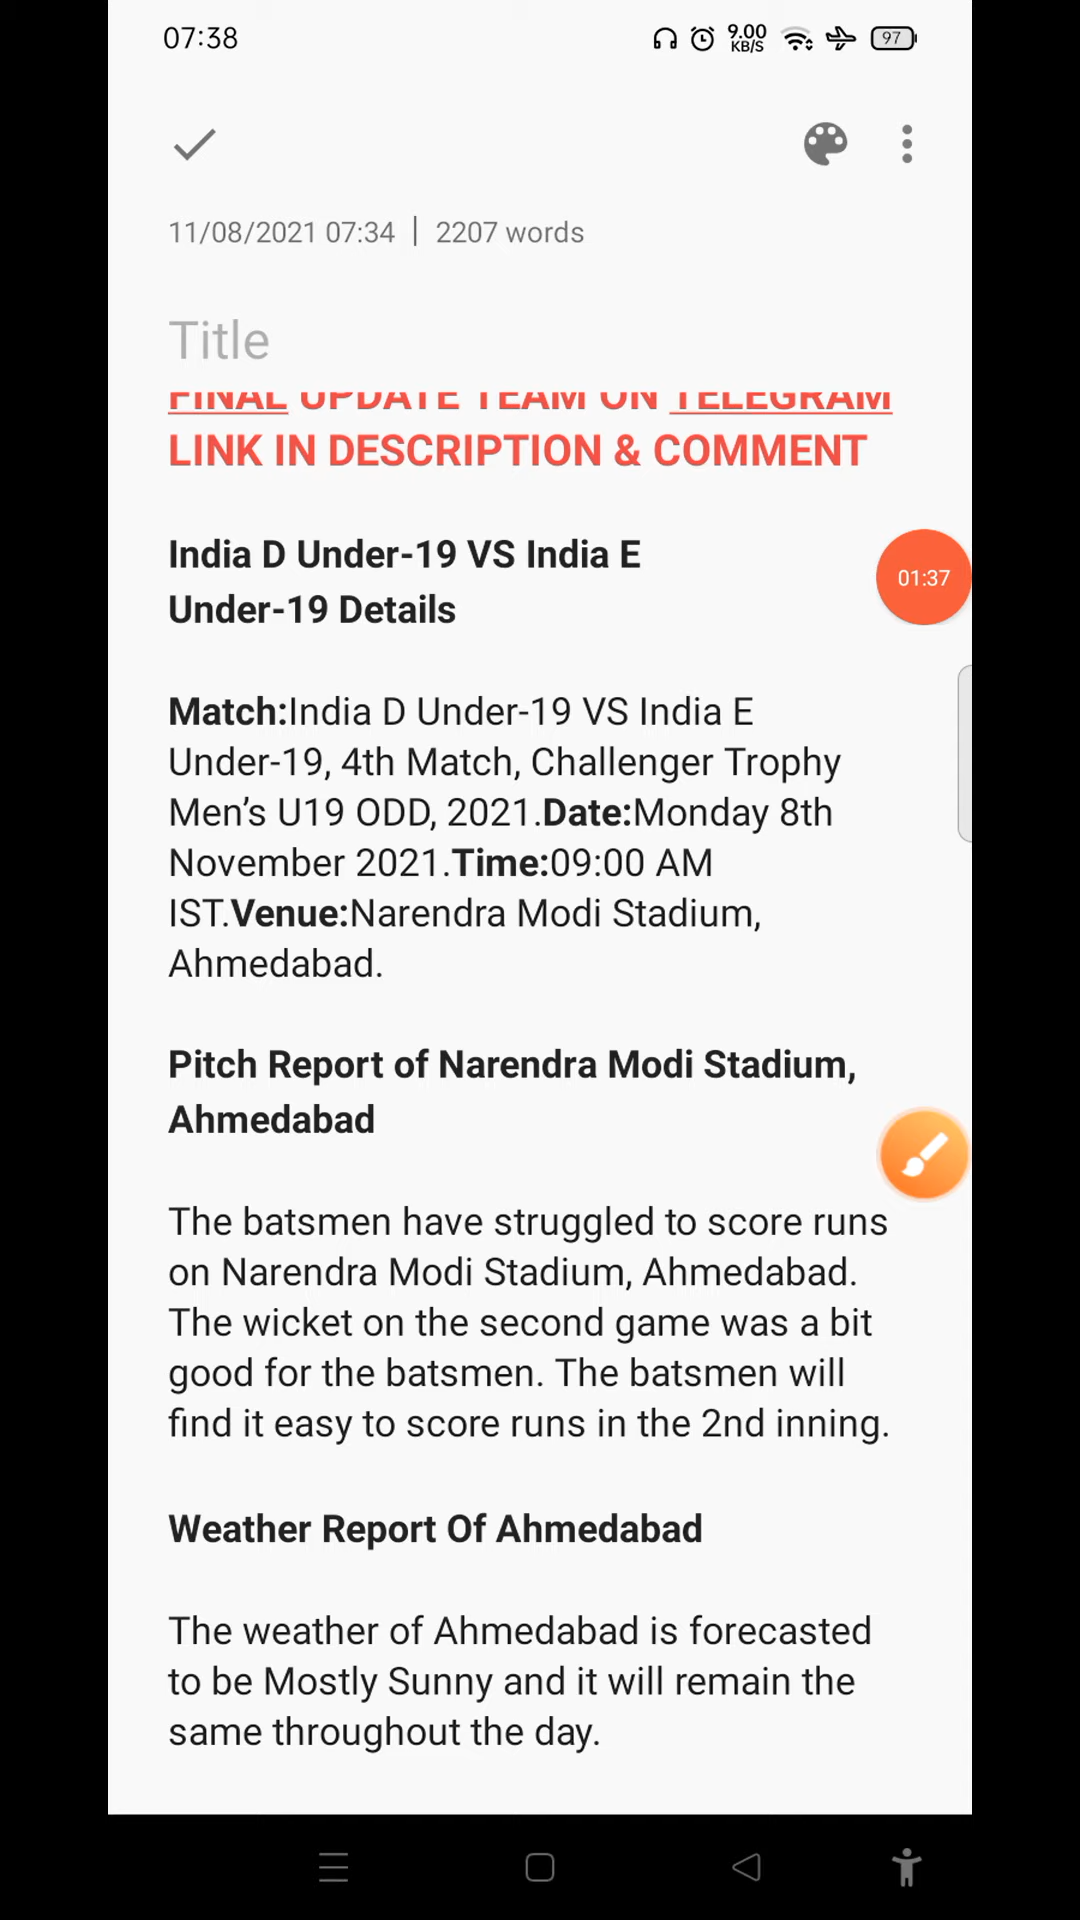 07:38
9.00
KB/S
97
11/08/2021 07:34 | 2207 words
Title
FINAL UPDATE TEAM ON TELEGRAM
LINK IN DESCRIPTION & COMMENT
India D Under-19 VS India E
Under-19 Details
01:37
Match:India D Under-19 VS India E
Under-19, 4th Match, Challenger Trophy
Men’s U19 ODD, 2021.Date:Monday 8th
November 2021.Time:09:00 AM
IST.Venue:Narendra Modi Stadium,
Ahmedabad.
Pitch Report of Narendra Modi Stadium,
Ahmedabad
The batsmen have struggled to score runs
on Narendra Modi Stadium, Ahmedabad.
The wicket on the second game was a bit
good for the batsmen. The batsmen will
find it easy to score runs in the 2nd inning.
Weather Report Of Ahmedabad
The weather of Ahmedabad is forecasted
to be Mostly Sunny and it will remain the
same throughout the day.